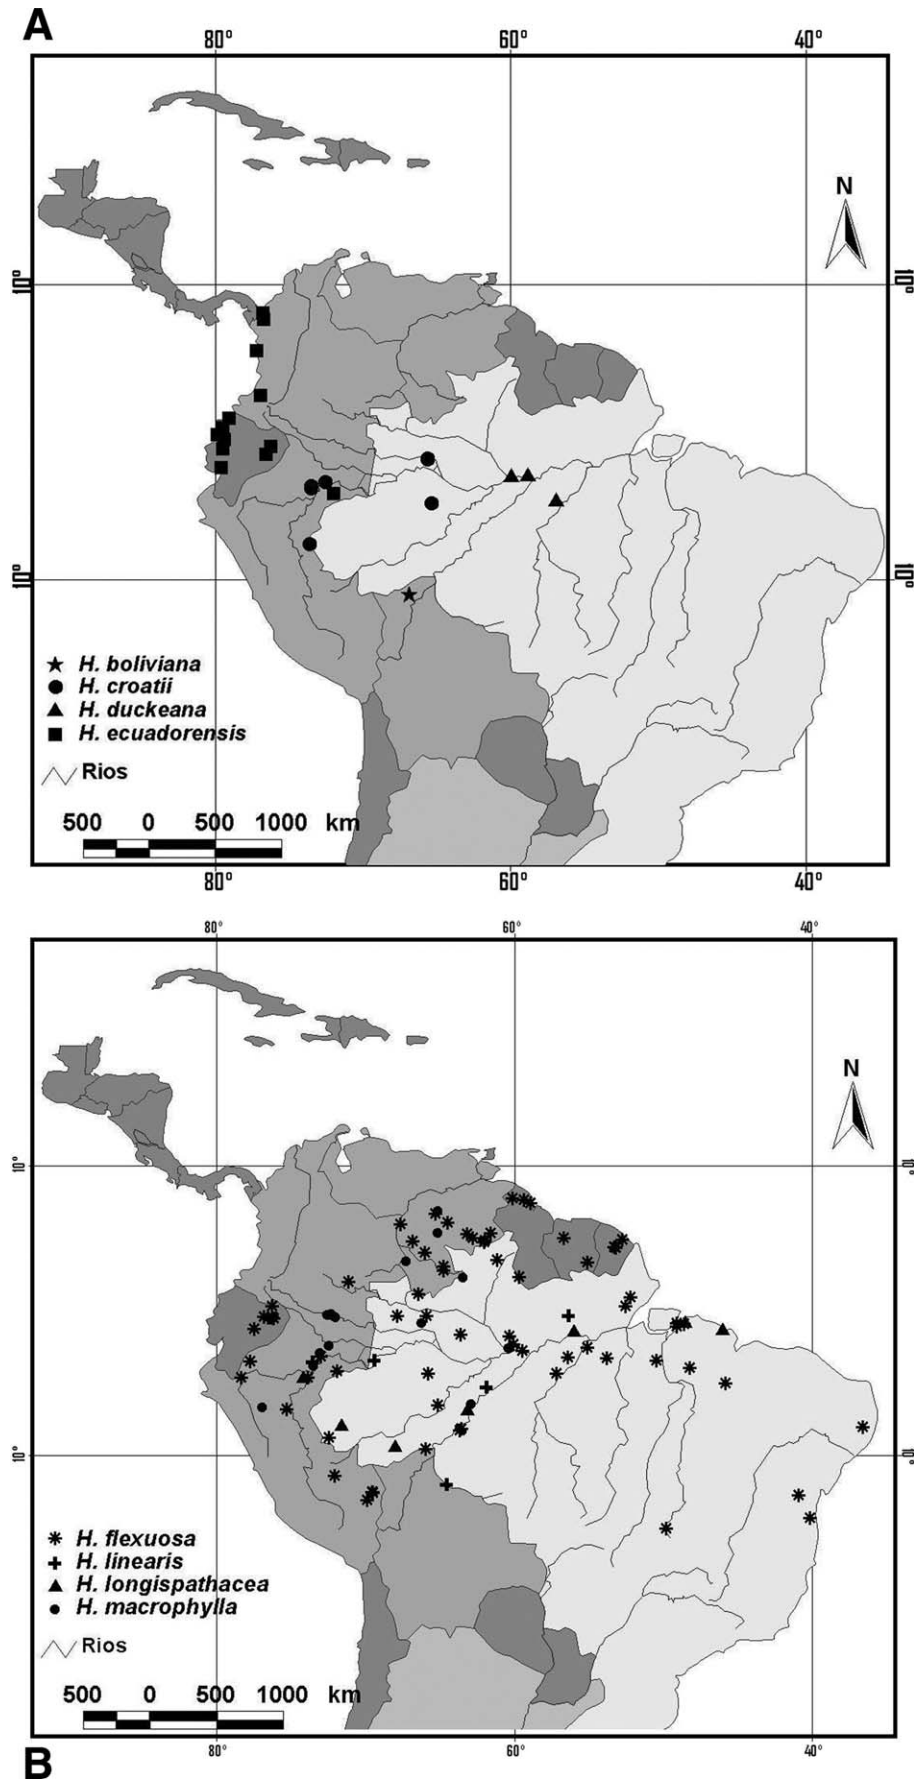 A
80° 60° 40°
N
10° 10°
10° 10°
H. boliviana
H. croatii
H. duckeana
H. ecuadorensis
Rios
500 0 500 1000 km
80° 60° 40°
80° 60° 40°
N
10° 10°
10° 10°
H. flexuosa
H. linearis
H. longispathacea
H. macrophylla
Rios
500 0 500 1000 km
80° 60° 40°
B